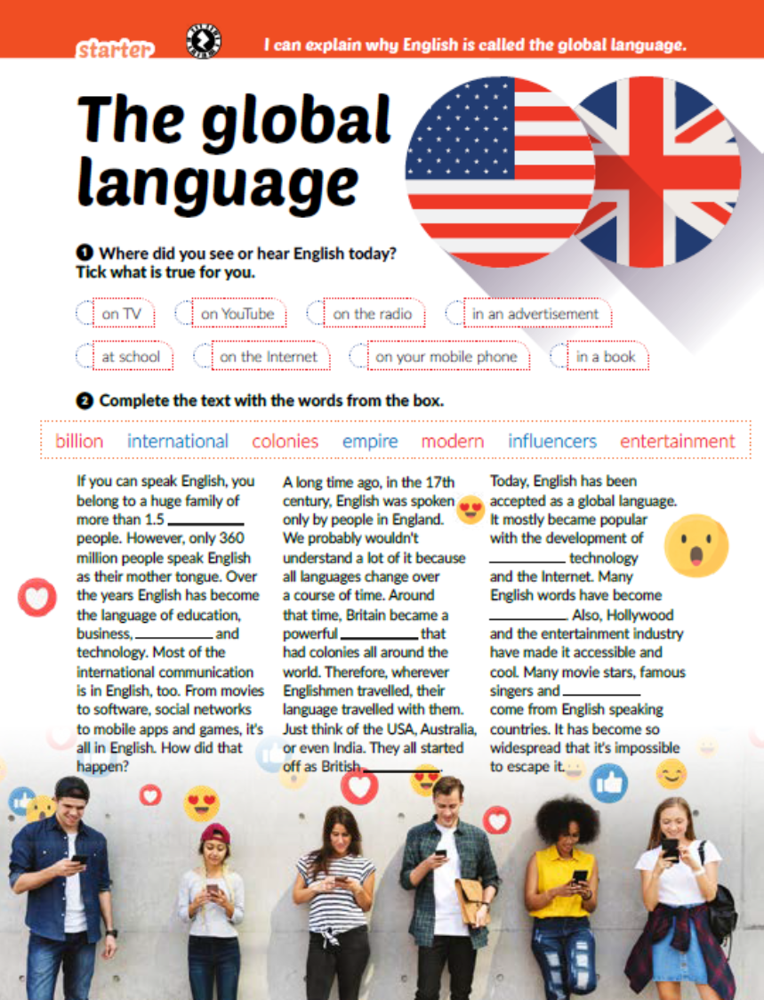 starter
I can explain why English is called the global language.
The global
language
1 Where did you see or hear English today?
Tick what is true for you.
on TV
on YouTube
on the radio
in an advertisement
at school
on the Internet
on your mobile phone
in a book
2 Complete the text with the words from the box.
billion international colonies empire modern influencers entertainment
If you can speak English, you
belong to a huge family of
more than 1.5 __________
people. However, only 360
million people speak English
as their mother tongue. Over
the years English has become
the language of education,
business, __________ and
technology. Most of the
international communication
is in English, too. From movies
to software, social networks
to mobile apps and games, it's
all in English. How did that
happen?
A long time ago, in the 17th
century, English was spoken
only by people in England.
We probably wouldn't
understand a lot of it because
all languages change over
a course of time. Around
that time, Britain became a
powerful __________ that
had colonies all around the
world. Therefore, wherever
Englishmen travelled, their
language travelled with them.
Just think of the USA, Australia,
or even India. They all started
off as British __________.
Today, English has been
accepted as a global language.
It mostly became popular
with the development of
__________ technology
and the Internet. Many
English words have become
__________. Also, Hollywood
and the entertainment industry
have made it accessible and
cool. Many movie stars, famous
singers and __________
come from English speaking
countries. It has become so
widespread that it's impossible
to escape it.